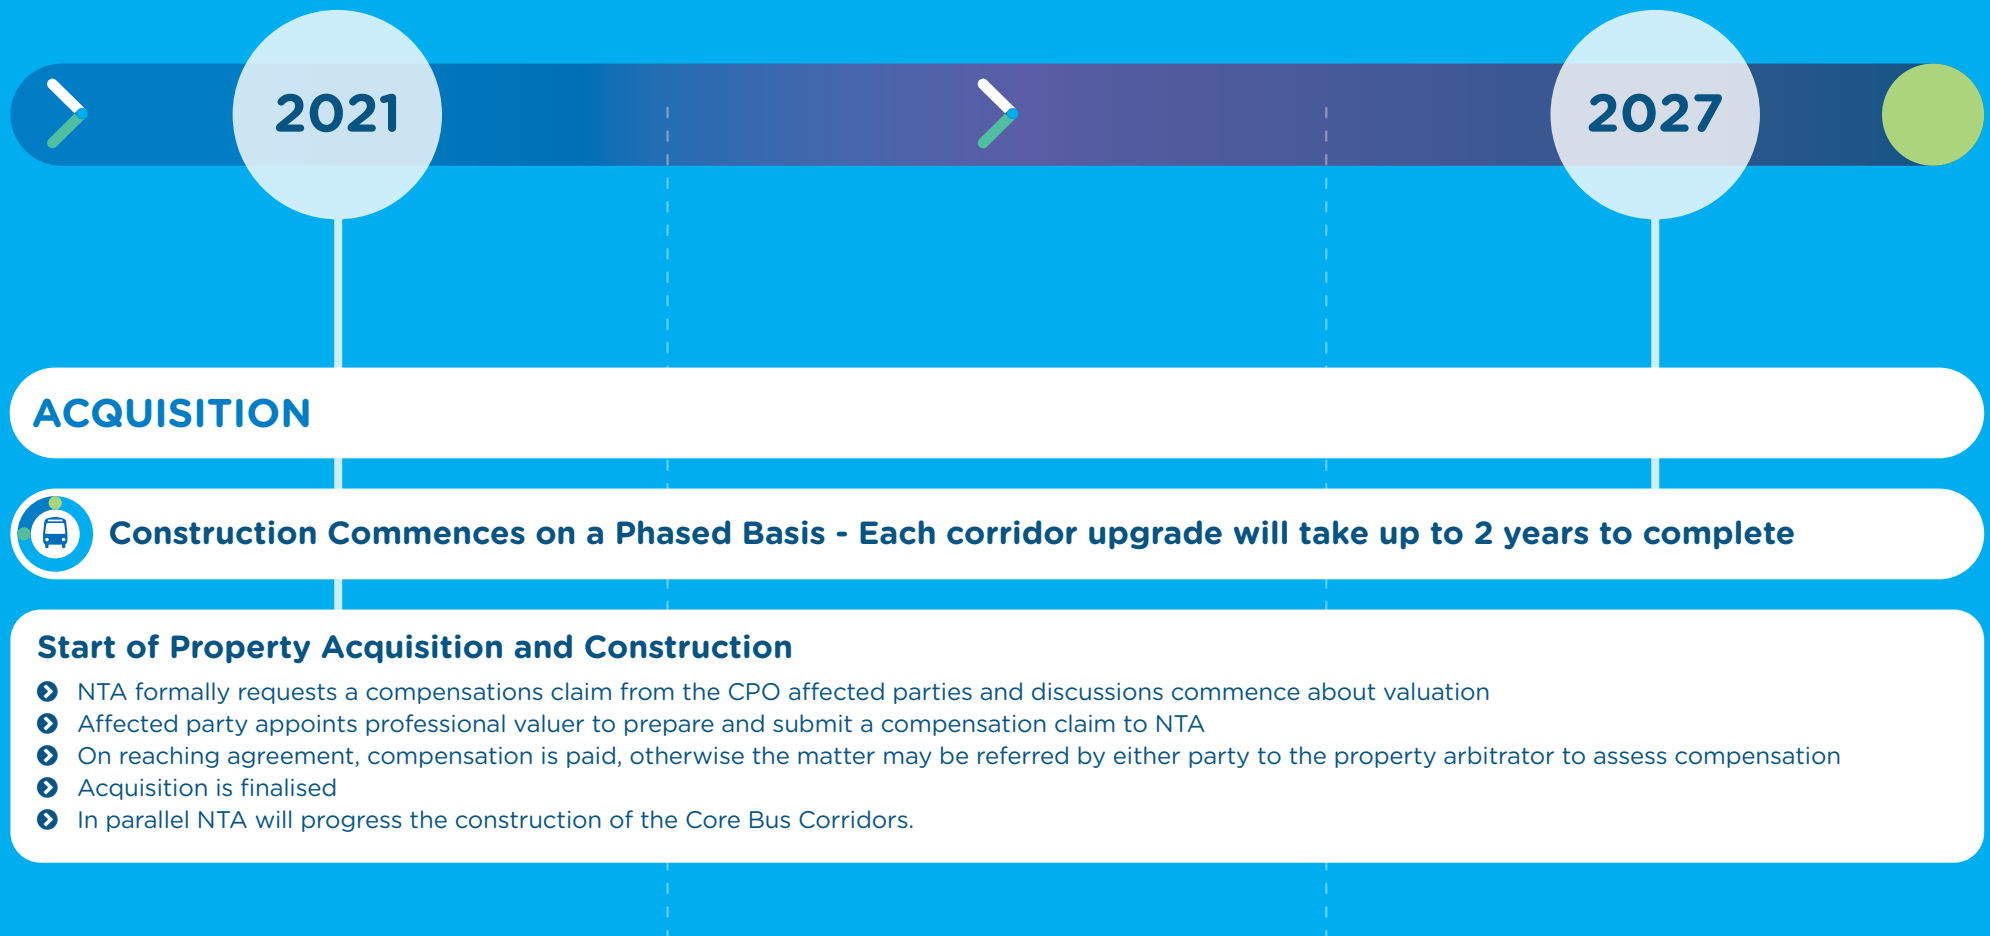 2021
2027
ACQUISITION
Construction Commences on a Phased Basis - Each corridor upgrade will take up to 2 years to complete
Start of Property Acquisition and Construction
NTA formally requests a compensations claim from the CPO affected parties and discussions commence about valuation
Affected party appoints professional valuer to prepare and submit a compensation claim to NTA
On reaching agreement, compensation is paid, otherwise the matter may be referred by either party to the property arbitrator to assess compensation
Acquisition is finalised
In parallel NTA will progress the construction of the Core Bus Corridors.